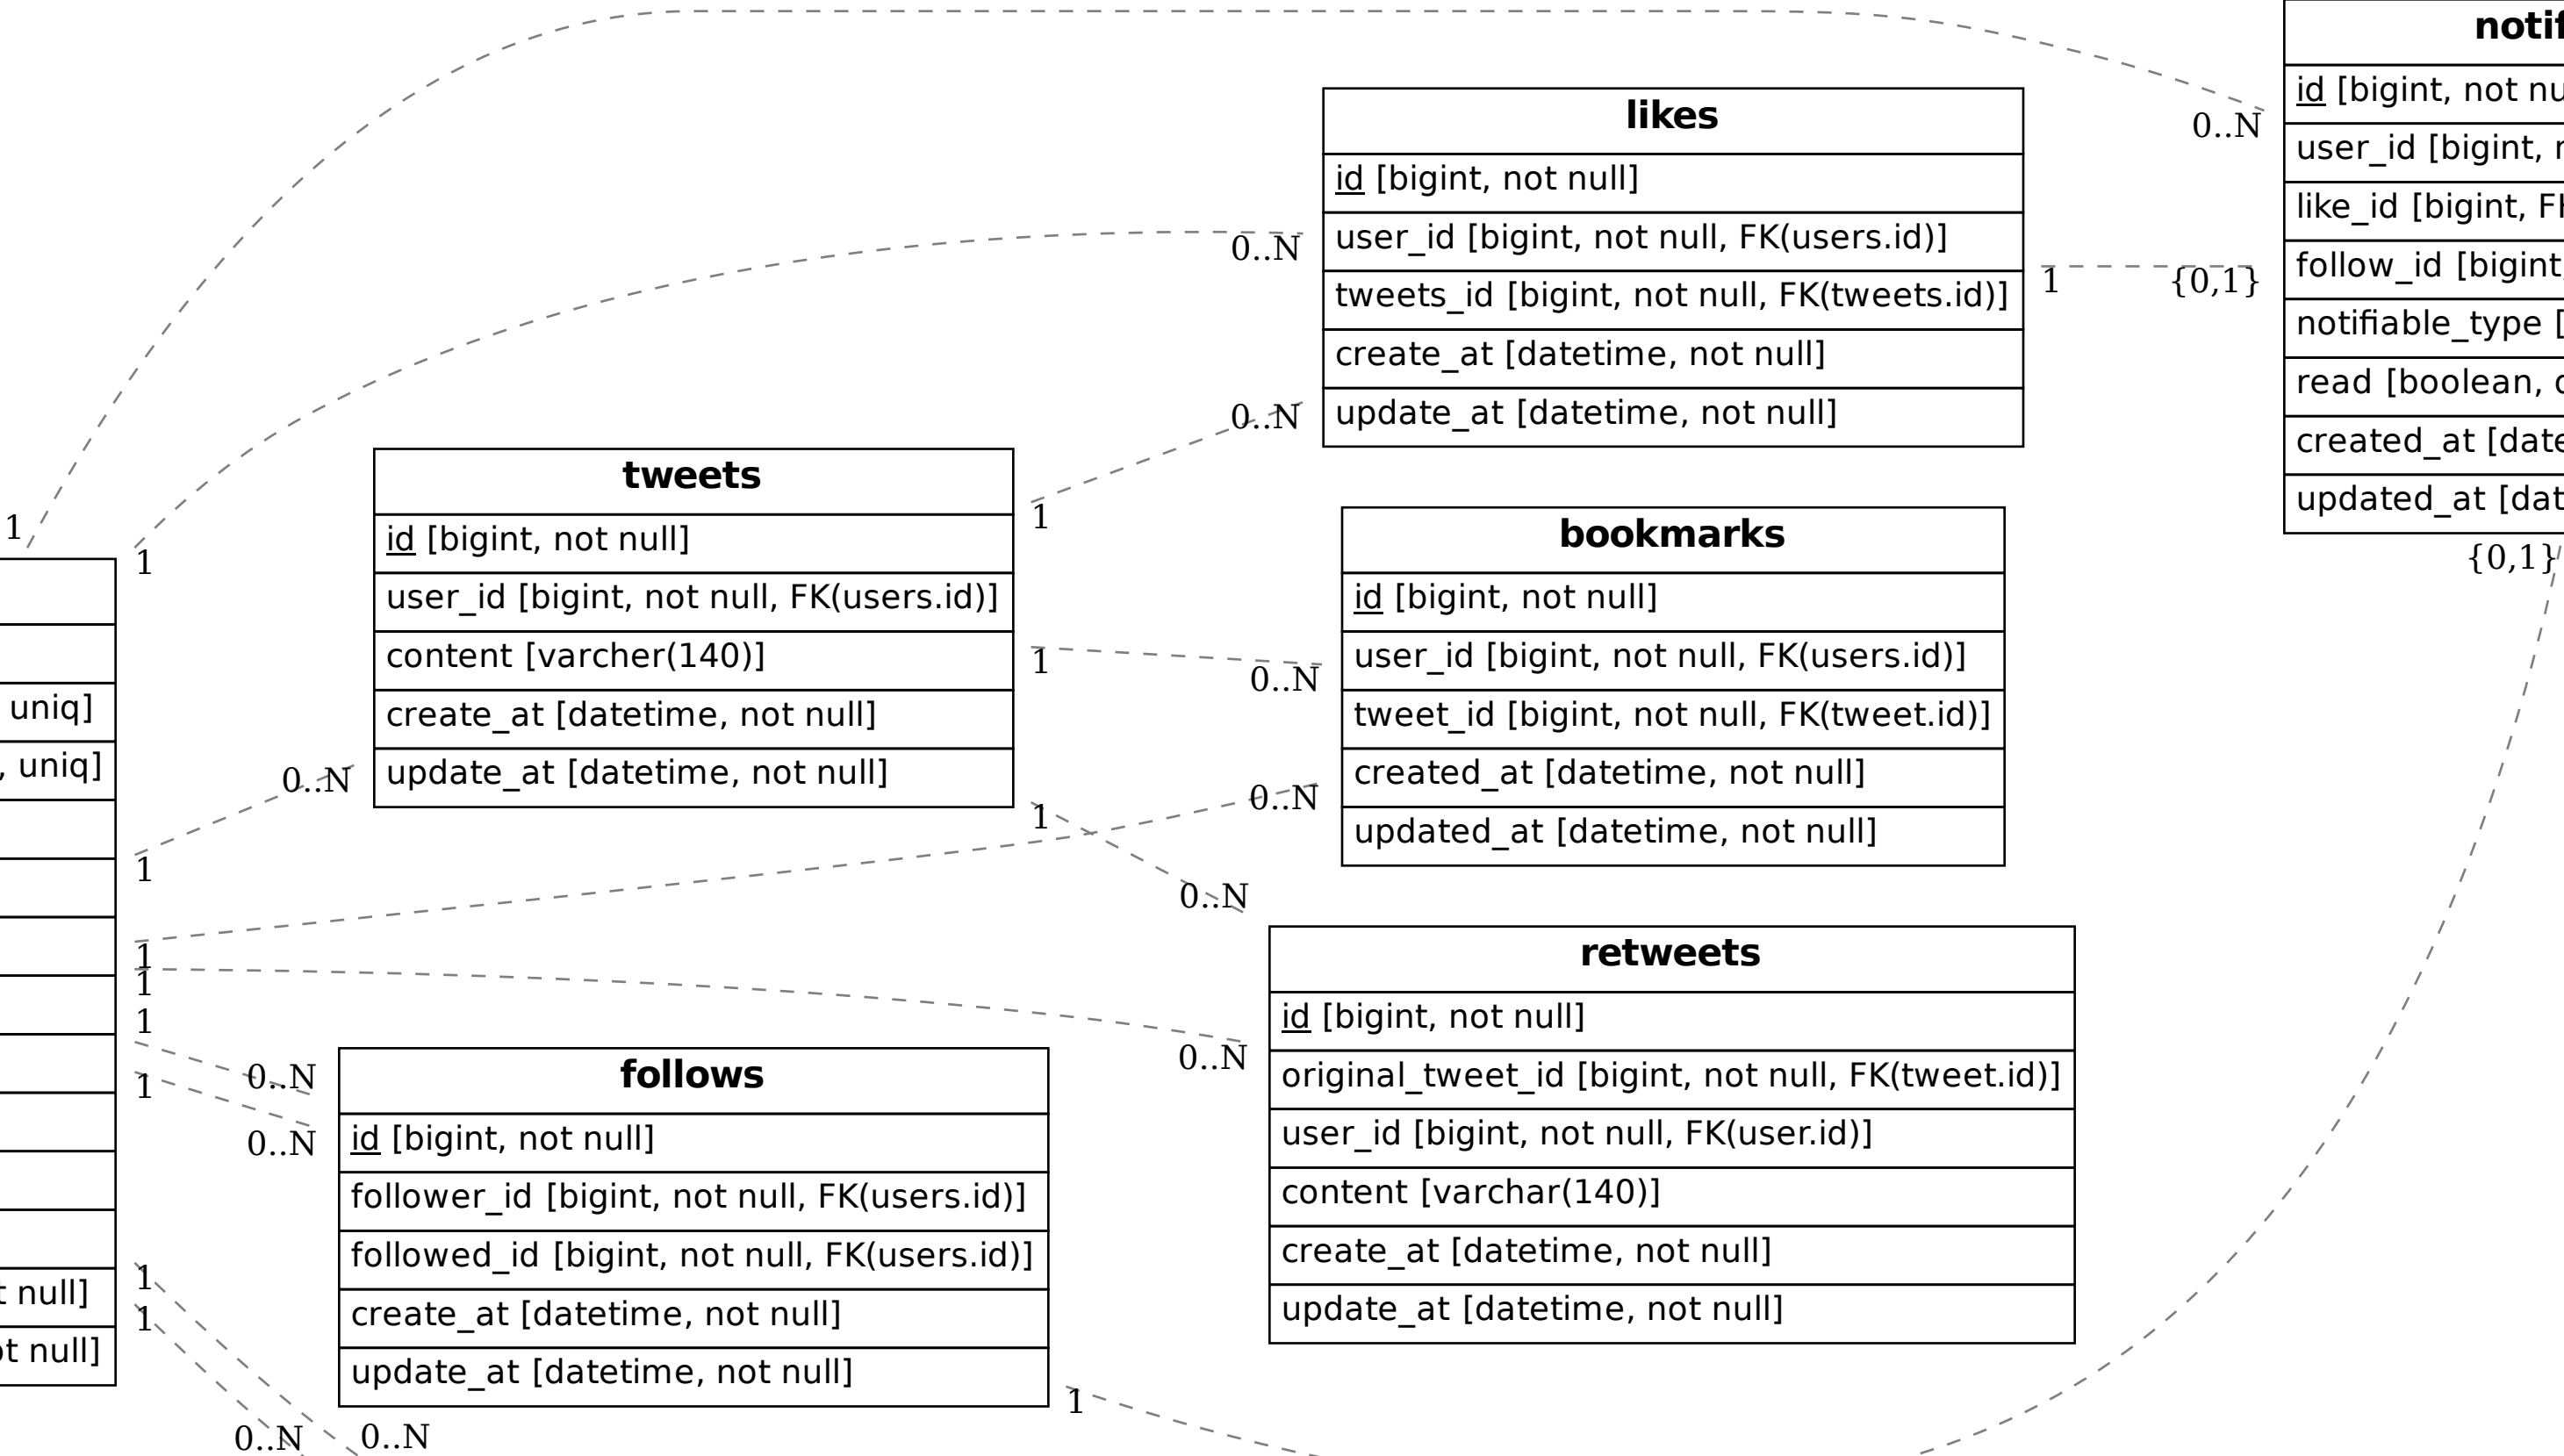 notif
id [bigint, not nu
user_id [bigint, n
like_id [bigint, FK
follow_id [bigint,
notifiable_type [
read [boolean, d
created_at [date
updated_at [dat
0..N
{0,1}
{0,1}
likes
id [bigint, not null]
user_id [bigint, not null, FK(users.id)]
tweets_id [bigint, not null, FK(tweets.id)]
create_at [datetime, not null]
update_at [datetime, not null]
0..N
0..N
1
tweets
id [bigint, not null]
user_id [bigint, not null, FK(users.id)]
content [varcher(140)]
create_at [datetime, not null]
update_at [datetime, not null]
0..N
1
1
1
bookmarks
id [bigint, not null]
user_id [bigint, not null, FK(users.id)]
tweet_id [bigint, not null, FK(tweet.id)]
created_at [datetime, not null]
updated_at [datetime, not null]
0..N
0..N
retweets
id [bigint, not null]
original_tweet_id [bigint, not null, FK(tweet.id)]
user_id [bigint, not null, FK(user.id)]
content [varchar(140)]
create_at [datetime, not null]
update_at [datetime, not null]
0..N
0..N
follows
id [bigint, not null]
follower_id [bigint, not null, FK(users.id)]
followed_id [bigint, not null, FK(users.id)]
create_at [datetime, not null]
update_at [datetime, not null]
0..N
0..N
1
uniq]
, uniq]
t null]
ot null]
1
1
1
1
1
1
1
1
1
0..N
0..N